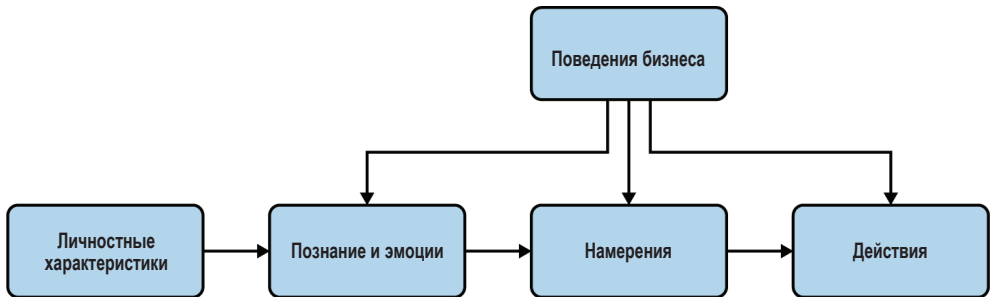 Поведения бизнеса
Личностные
характеристики
Познание и эмоции
Намерения
Действия